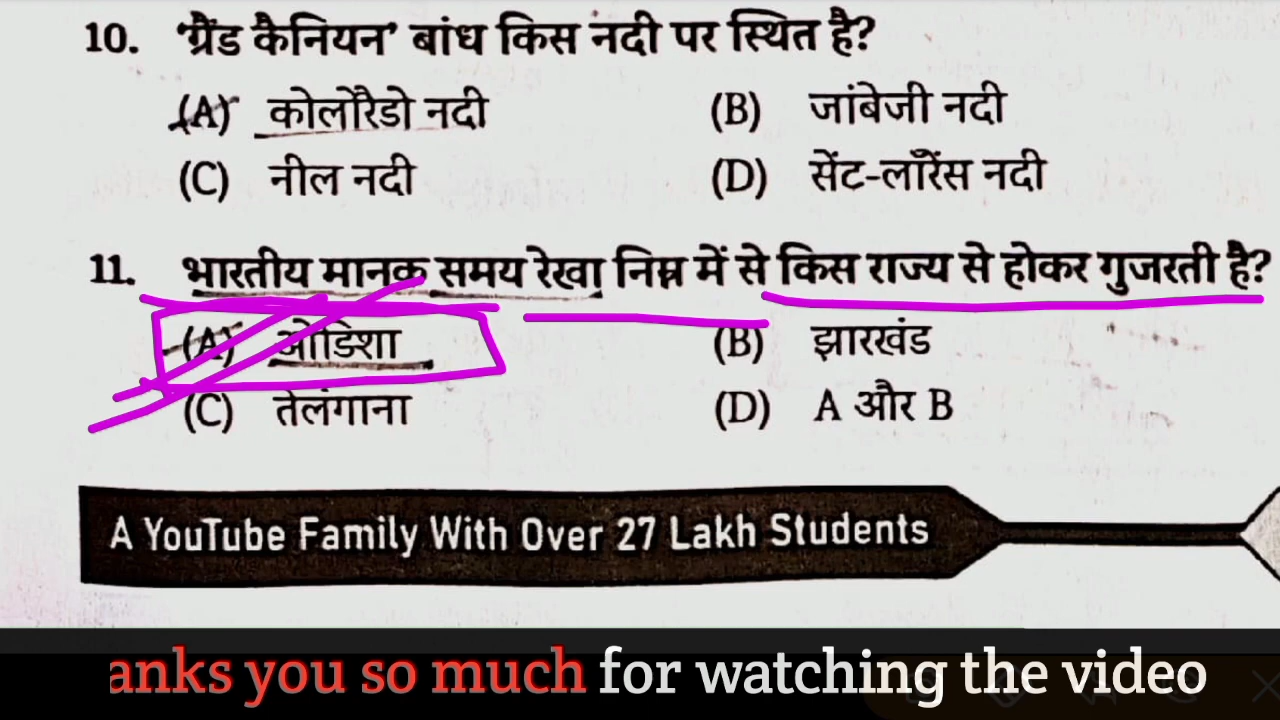 10. ‘ग्रैंड कैनियन’ बांध किस नदी पर स्थित है?
(A) कोलोरैडो नदी (B) जांबेजी नदी
(C) नील नदी (D) सेंट-लॉरेंस नदी
11. भारतीय मानक समय रेखा निम्न में से किस राज्य से होकर गुजरती है?
(A) ओडिशा (B) झारखंड
(C) तेलंगाना (D) A और B
A YouTube Family With Over 27 Lakh Students
anks you so much for watching the video